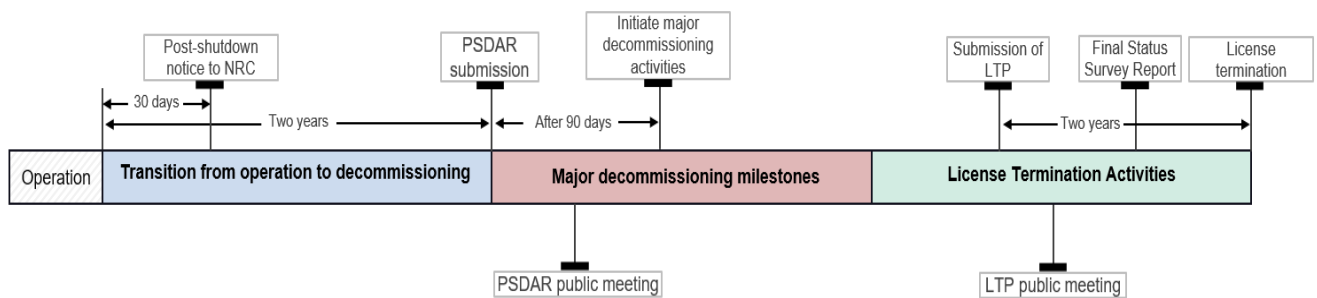 Post-shutdown
notice to NRC
PSDAR
submission
Initiate major
decommissioning
activities
Submission of
LTP
Final Status
Survey Report
License
termination
30 days
Two years
After 90 days
Two years
Operation
Transition from operation to decommissioning
Major decommissioning milestones
License Termination Activities
PSDAR public meeting
LTP public meeting